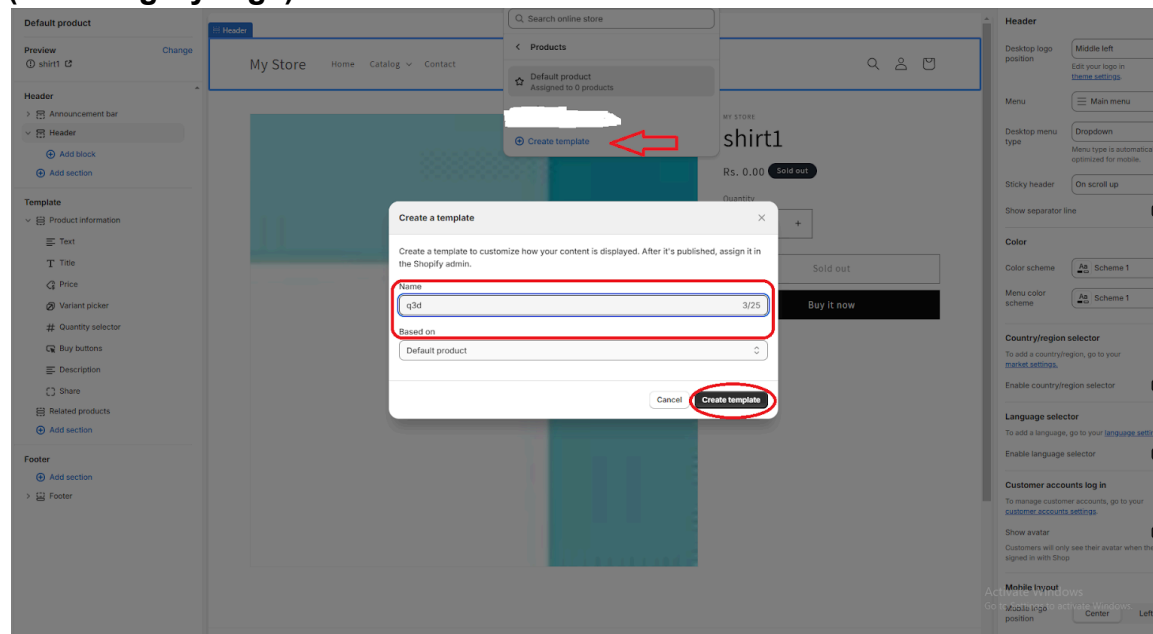 Default product
Preview
Change
shirt1
Header
Announcement bar
Header
Add block
Add section
Template
Product information
Text
Title
Price
Variant picker
Quantity selector
Buy buttons
Description
Share
Related products
Add section
Footer
Add section
Footer
Header
My Store
Home
Catalog
Contact
Search online store
Products
Default product
Assigned to 0 products
Create template
MY STORE
shirt1
Rs. 0.00
Sold out
Quantity
+
Sold out
Buy it now
Create a template
Create a template to customize how your content is displayed. After it's published, assign it in
the Shopify admin.
Name
q3d
3/25
Based on
Default product
Cancel
Create template
Header
Desktop logo
position
Middle left
Edit your logo in
theme settings.
Menu
Main menu
Desktop menu
type
Dropdown
Menu type is automatica
optimized for mobile.
Sticky header
On scroll up
Show separator line
Color
Color scheme
Aa
Scheme 1
Menu color
scheme
Aa
Scheme 1
Country/region selector
To add a country/region, go to your
market settings.
Enable country/region selector
Language selector
To add a language, go to your language setti
Enable language selector
Customer accounts log in
To manage customer accounts, go to your
customer accounts settings.
Show avatar
Customers will only see their avatar when the
signed in with Shop
Mobile layout
Mobile logo
position
Center
Left
Activate Windows